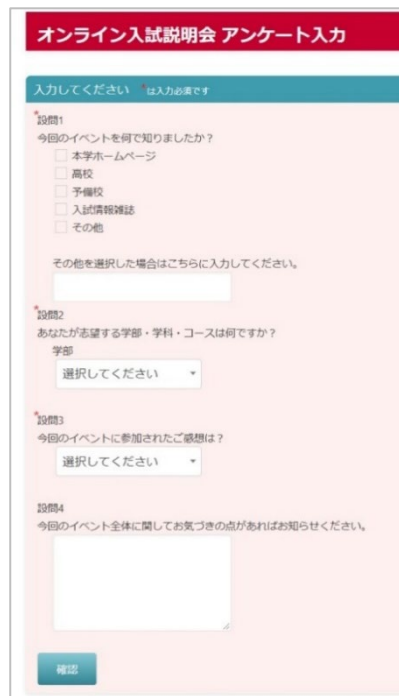 オンライン入試説明会 アンケート入力
入力してください *は入力必須です
*設問1
今回のイベントを何で知りましたか？
本学ホームページ
高校
予備校
入試情報雑誌
その他
その他を選択した場合はこちらに入力してください。
*設問2
あなたが志望する学部・学科・コースは何ですか？
学部
選択してください
*設問3
今回のイベントに参加されたご感想は？
選択してください
設問4
今回のイベント全体に関してお気づきの点があればお知らせください。
確認